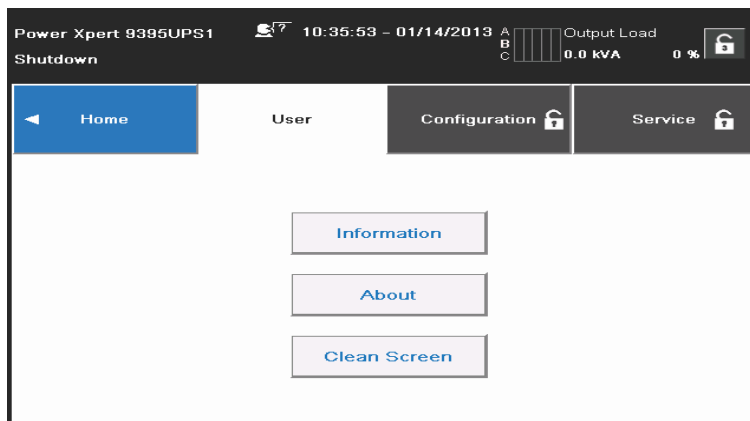 Power Xpert 9395UPS1
Shutdown
?
10:35:53 - 01/14/2013
A
B
C
Output Load
0.0 kVA 0 %
Home
User
Configuration
Service
Information
About
Clean Screen